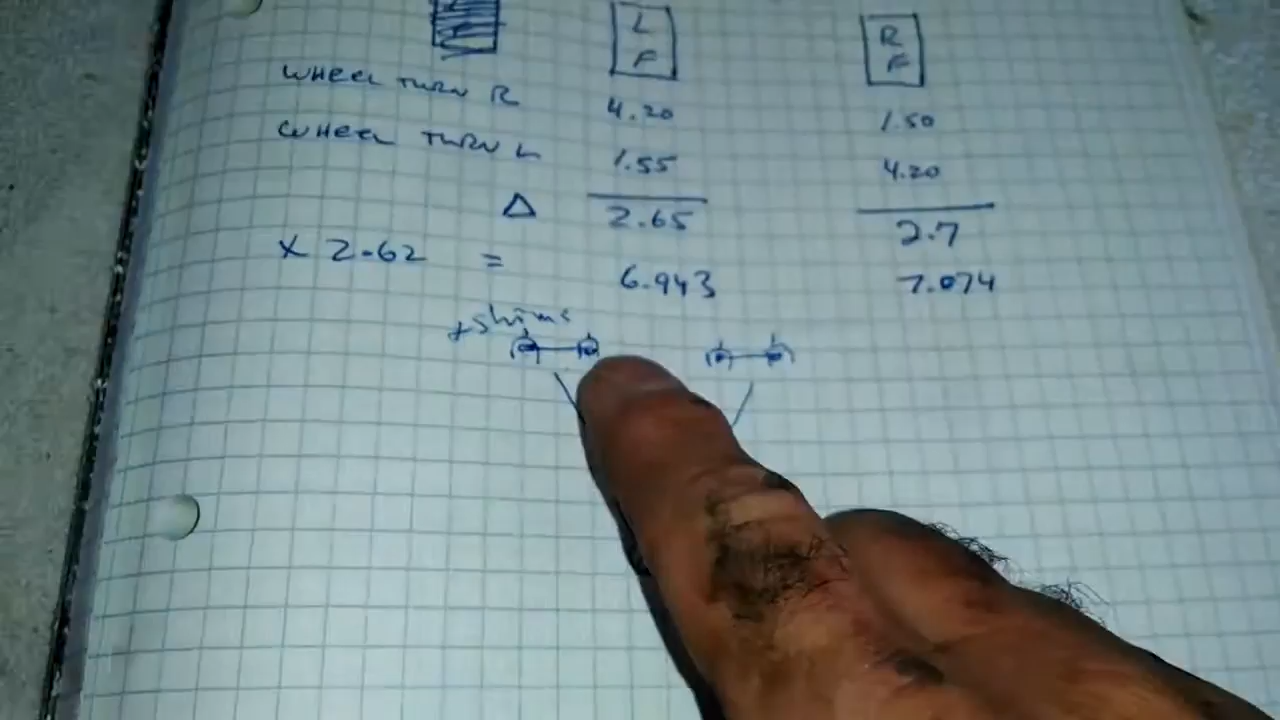 L F
R F
WHEEL TURN R 4.20 1.50
WHEEL TURN L 1.55 4.20
Δ 2.65 2.7
X 2.62 = 6.943 7.074
+shims